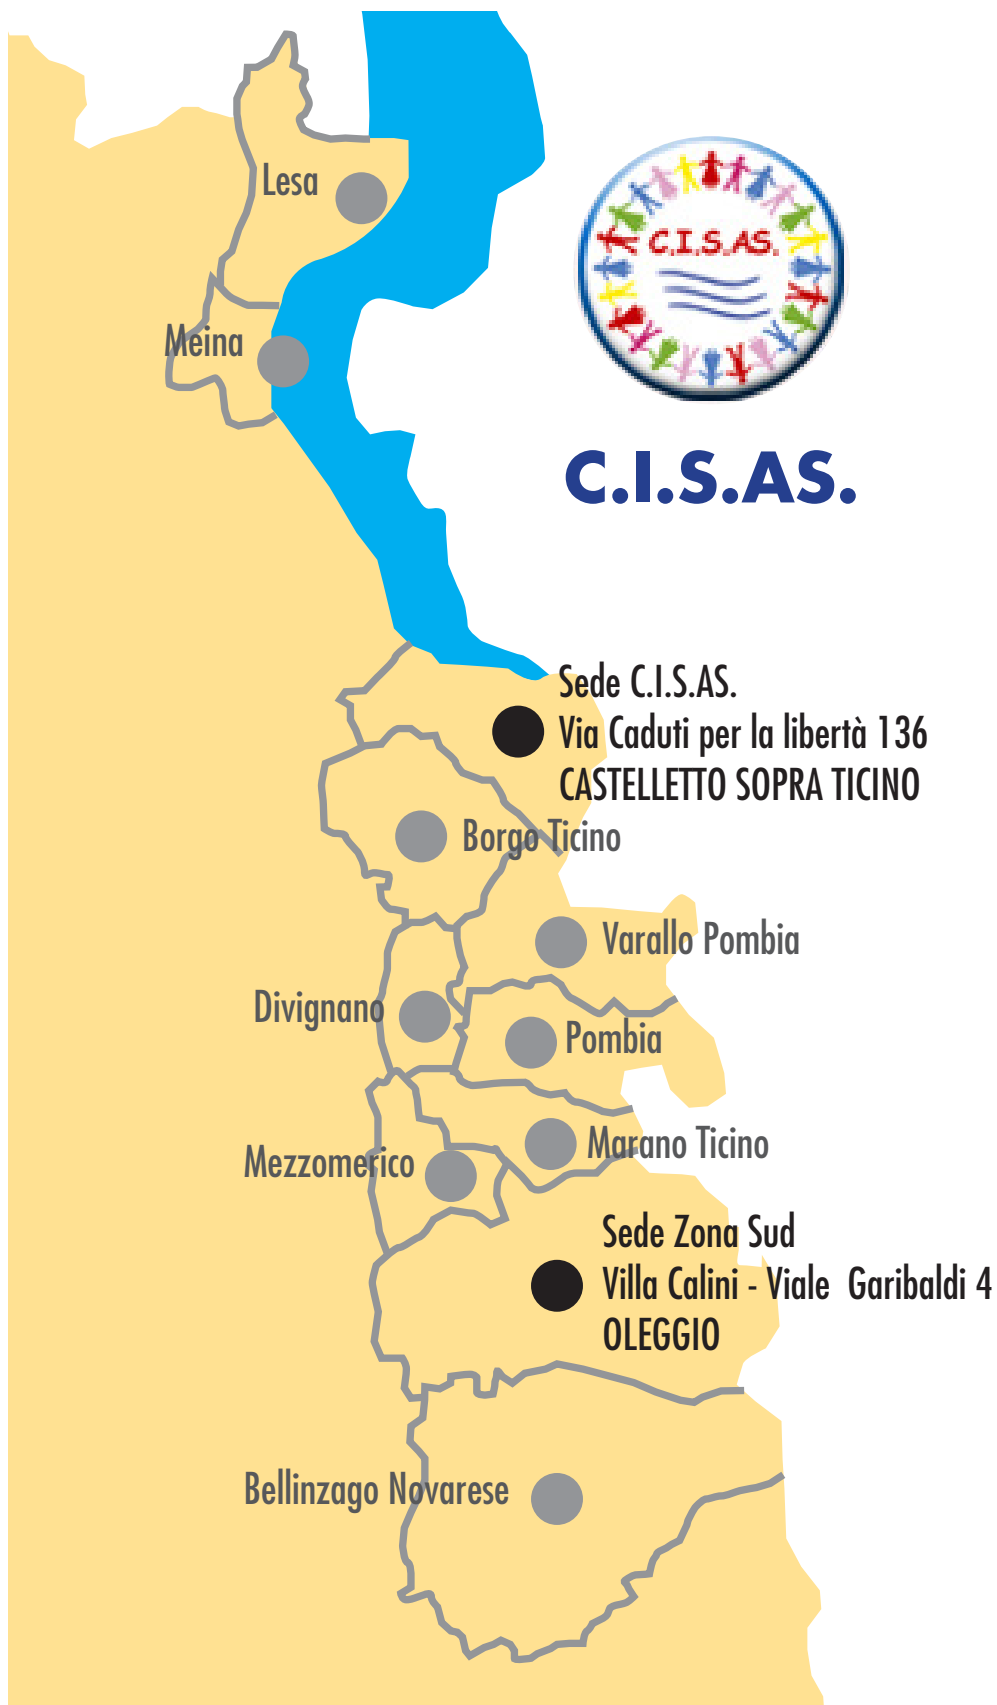 Lesa
C.I.S.AS.
Meina
C.I.S.AS.
Sede C.I.S.AS.
Via Caduti per la libertà 136
CASTELLETTO SOPRA TICINO
Borgo Ticino
Varallo Pombia
Divignano
Pombia
Marano Ticino
Mezzomerico
Sede Zona Sud
Villa Calini - Viale Garibaldi 4
OLEGGIO
Bellinzago Novarese